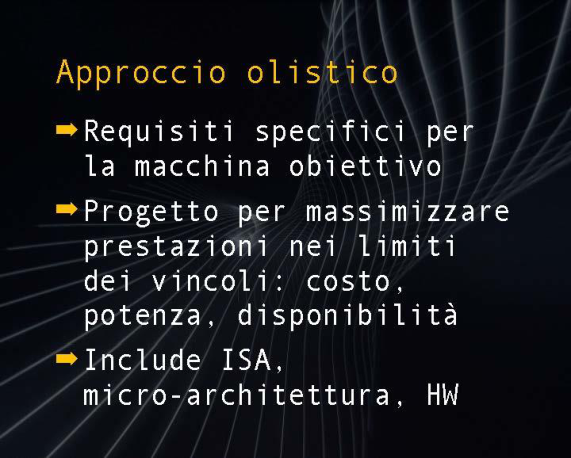 Approccio olistico
➡Requisiti specifici per
la macchina obiettivo
➡Progetto per massimizzare
prestazioni nei limiti
dei vincoli: costo,
potenza, disponibilità
➡Include ISA,
micro-architettura, HW